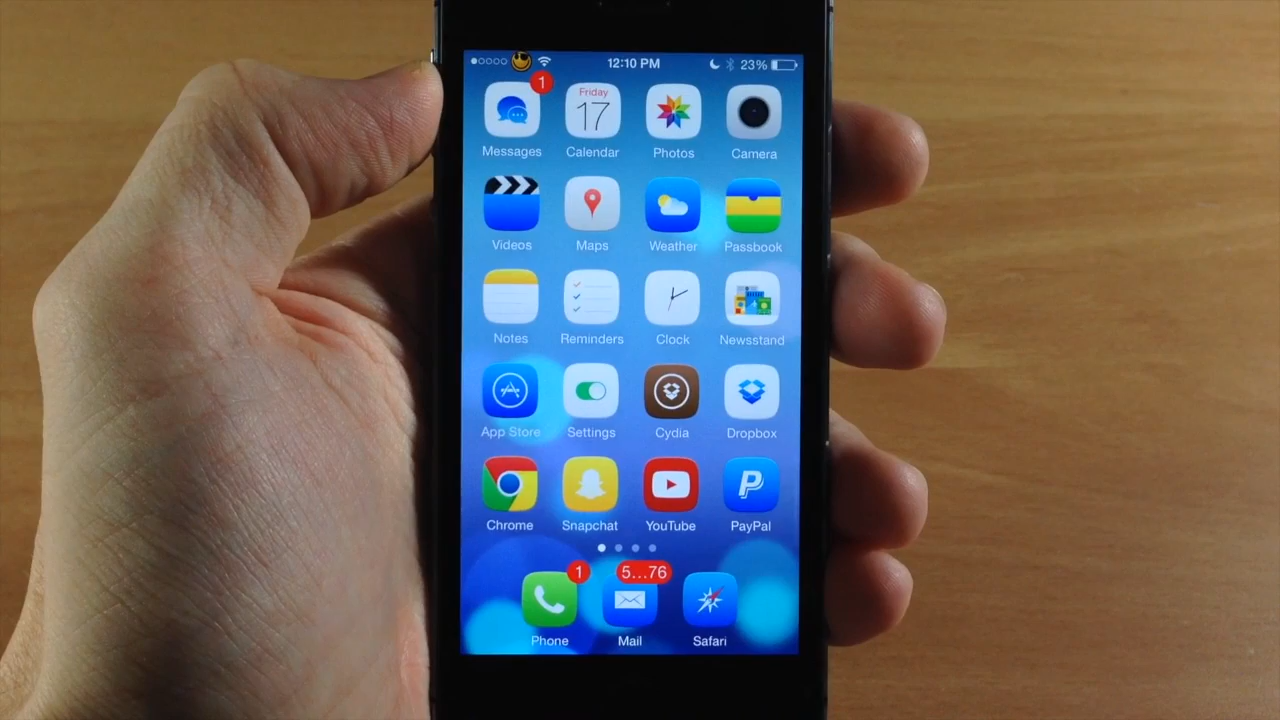 12:10 PM 23%
1
Friday
17
Messages Calendar Photos Camera
Videos Maps Weather Passbook
Notes Reminders Clock Newsstand
App Store Settings Cydia Dropbox
Chrome Snapchat YouTube PayPal
1 5...76
Phone Mail Safari